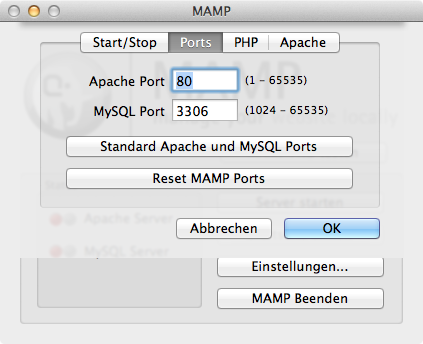 MAMP
Start/Stop Ports PHP Apache
Apache Port 80 (1 - 65535)
MySQL Port 3306 (1024 - 65535)
Standard Apache und MySQL Ports
Reset MAMP Ports
Server starten
Apache Server
Abbrechen OK
MySQL Server
Einstellungen...
MAMP Beenden